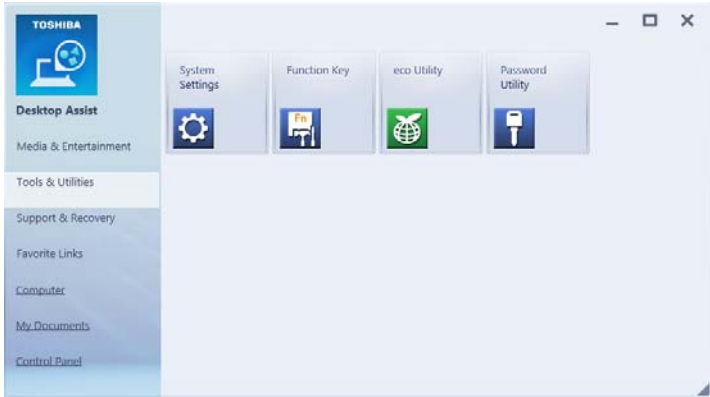 TOSHIBA
Desktop Assist
Media & Entertainment
Tools & Utilities
Support & Recovery
Favorite Links
Computer
My Documents
Control Panel
System
Settings
Function Key
Fn
eco Utility
Password
Utility